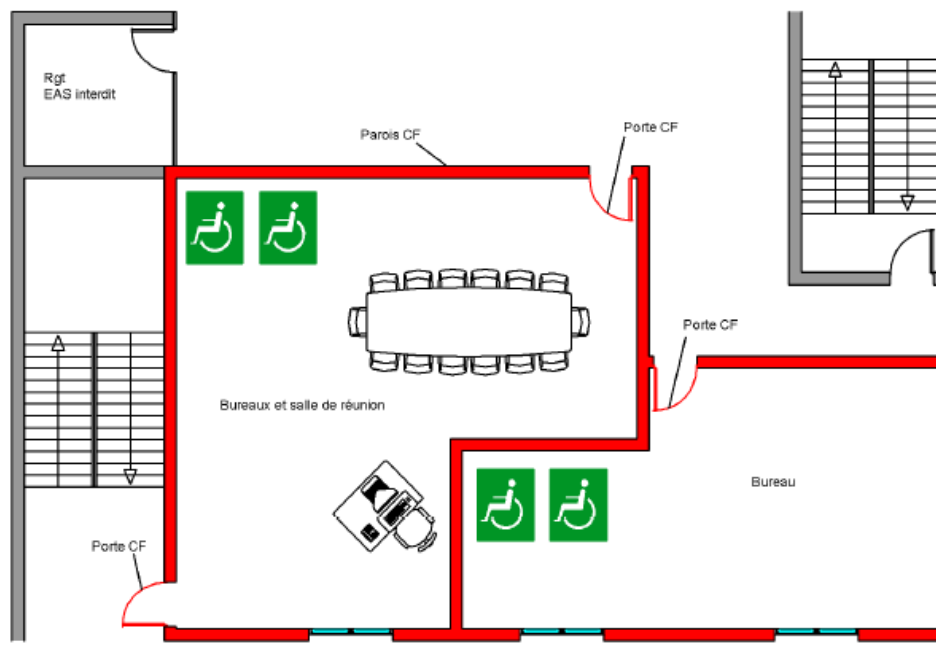 Rgt
EAS interdit
Parois CF
Porte CF
Porte CF
Bureaux et salle de réunion
Bureau
Porte CF